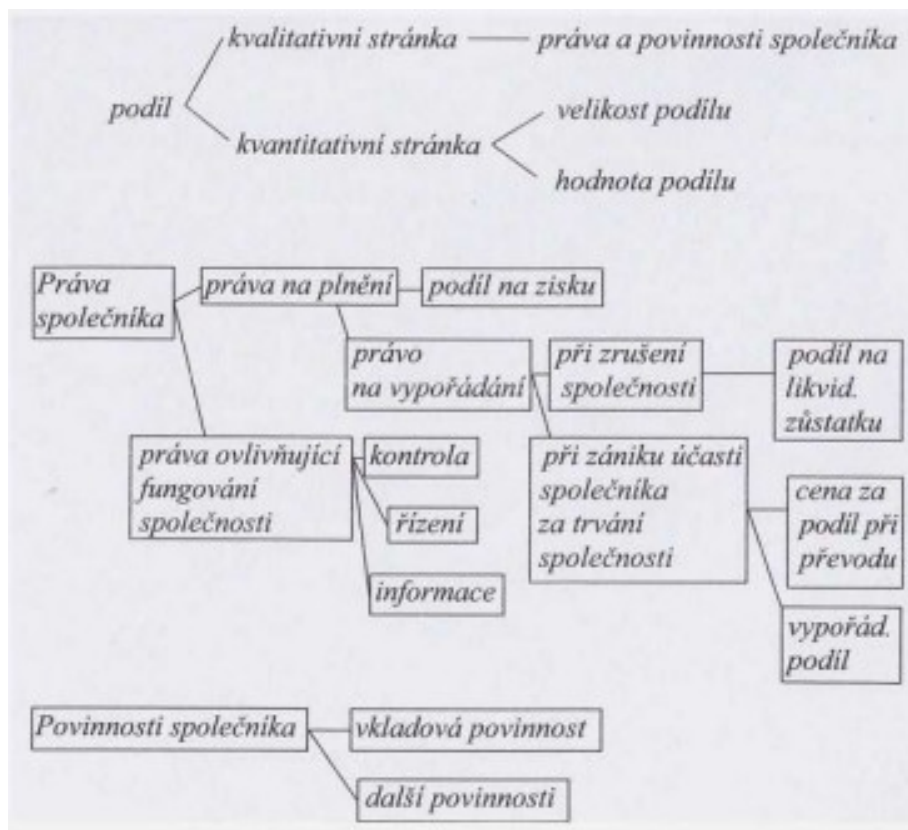 kvalitativní stránka
práva a povinnosti společníka
podíl
velikost podílu
kvantitativní stránka
hodnota podílu
Práva
společníka
práva na plnění
podíl na zisku
právo
na vypořádání
při zrušení
společnosti
podíl na
likvid.
zůstatku
práva ovlivňující
fungování
společnosti
kontrola
řízení
informace
při zániku účasti
společníka
za trvání
společnosti
cena za
podíl při
převodu
vypořád.
podíl
Povinnosti společníka
vkladová povinnost
další povinnosti